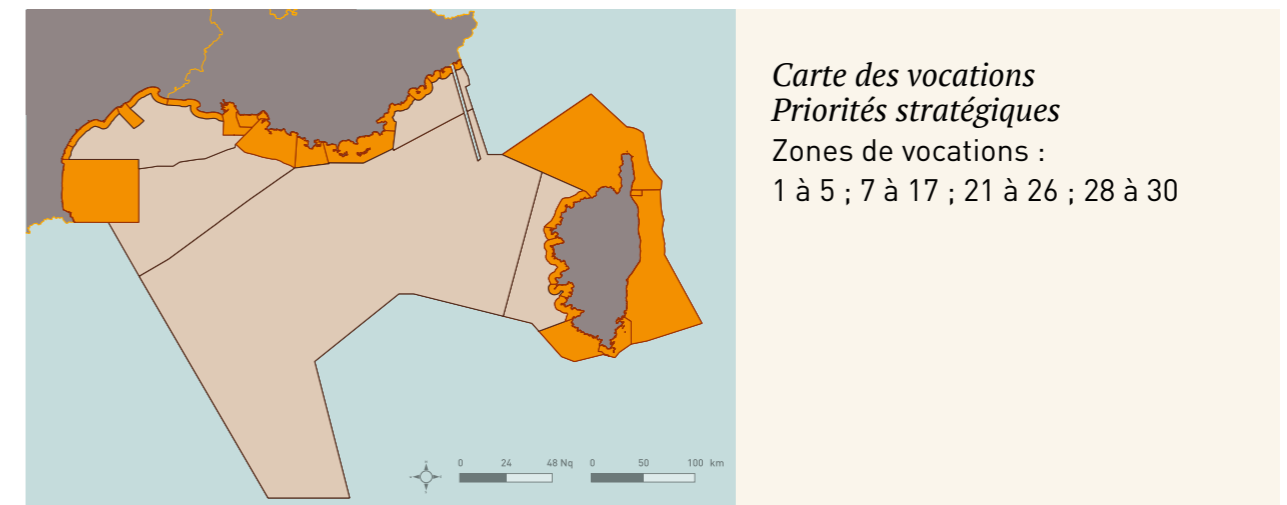 Carte des vocations
Priorités stratégiques
Zones de vocations :
1 à 5 ; 7 à 17 ; 21 à 26 ; 28 à 30
0 24 48 Nq 0 50 100 km